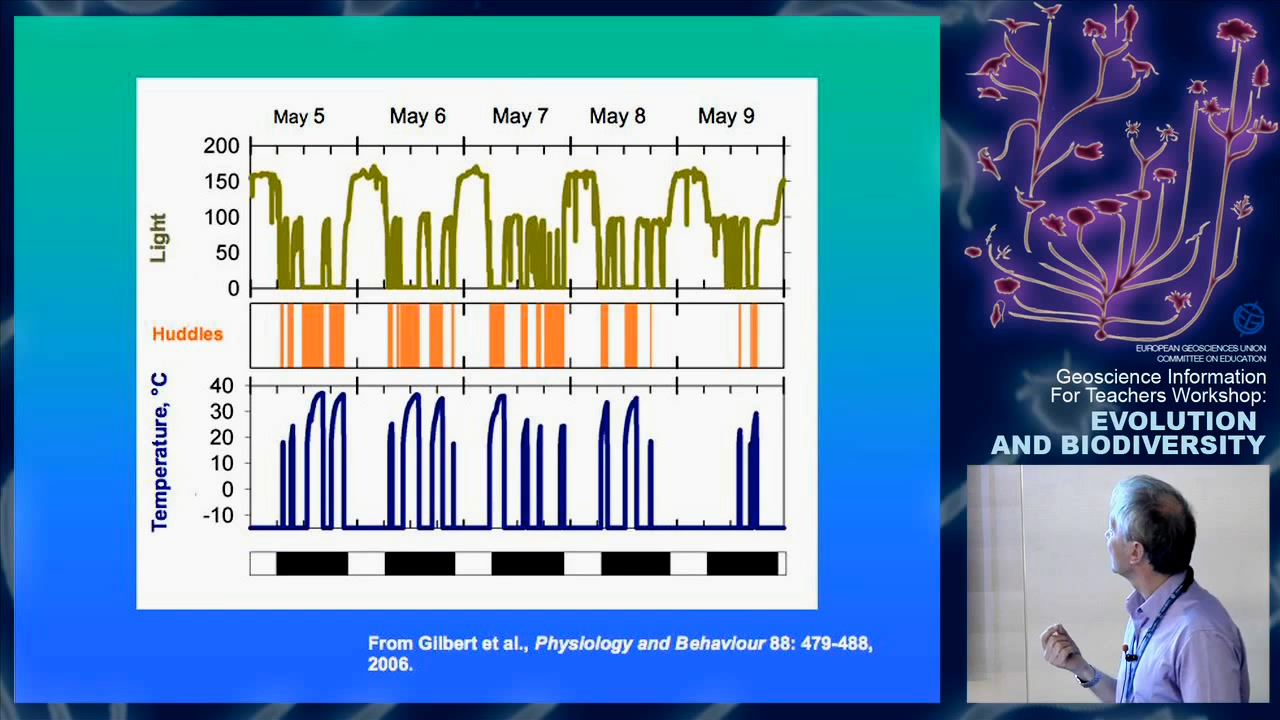 May 5 May 6 May 7 May 8 May 9
200
150
100
50
0
Light
Huddles
40
30
20
10
0
-10
Temperature, °C
From Gilbert et al., Physiology and Behaviour 88: 479-488,
2006.
EUROPEAN GEOSCIENCES UNION
COMMITTEE ON EDUCATION
Geoscience Information
For Teachers Workshop:
EVOLUTION
AND BIODIVERSITY